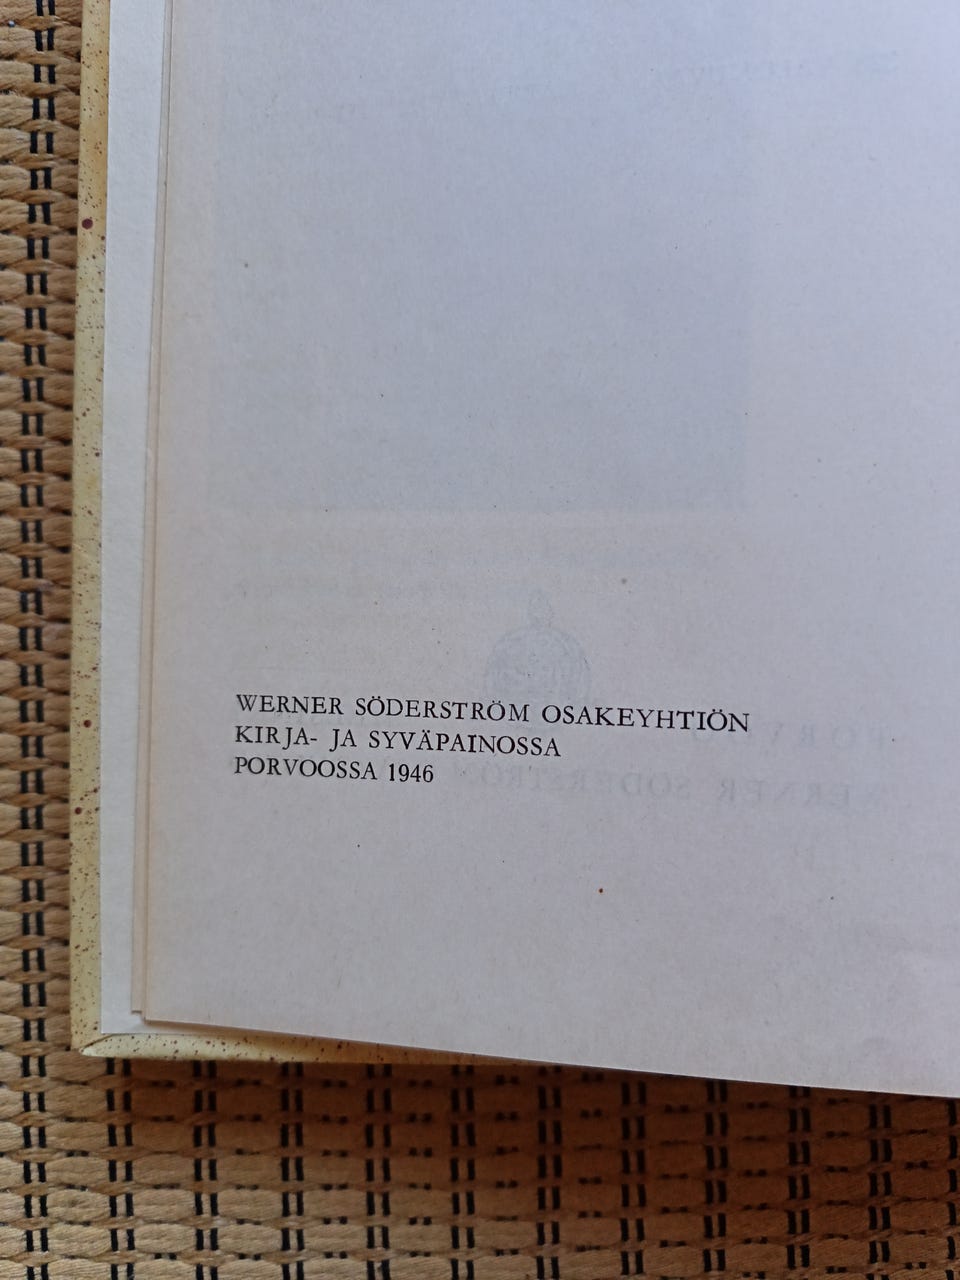 WERNER SÖDERSTRÖM OSAKEYHTIÖN
KIRJA- JA SYVÄPAINOSSA
PORVOOSSA 1946